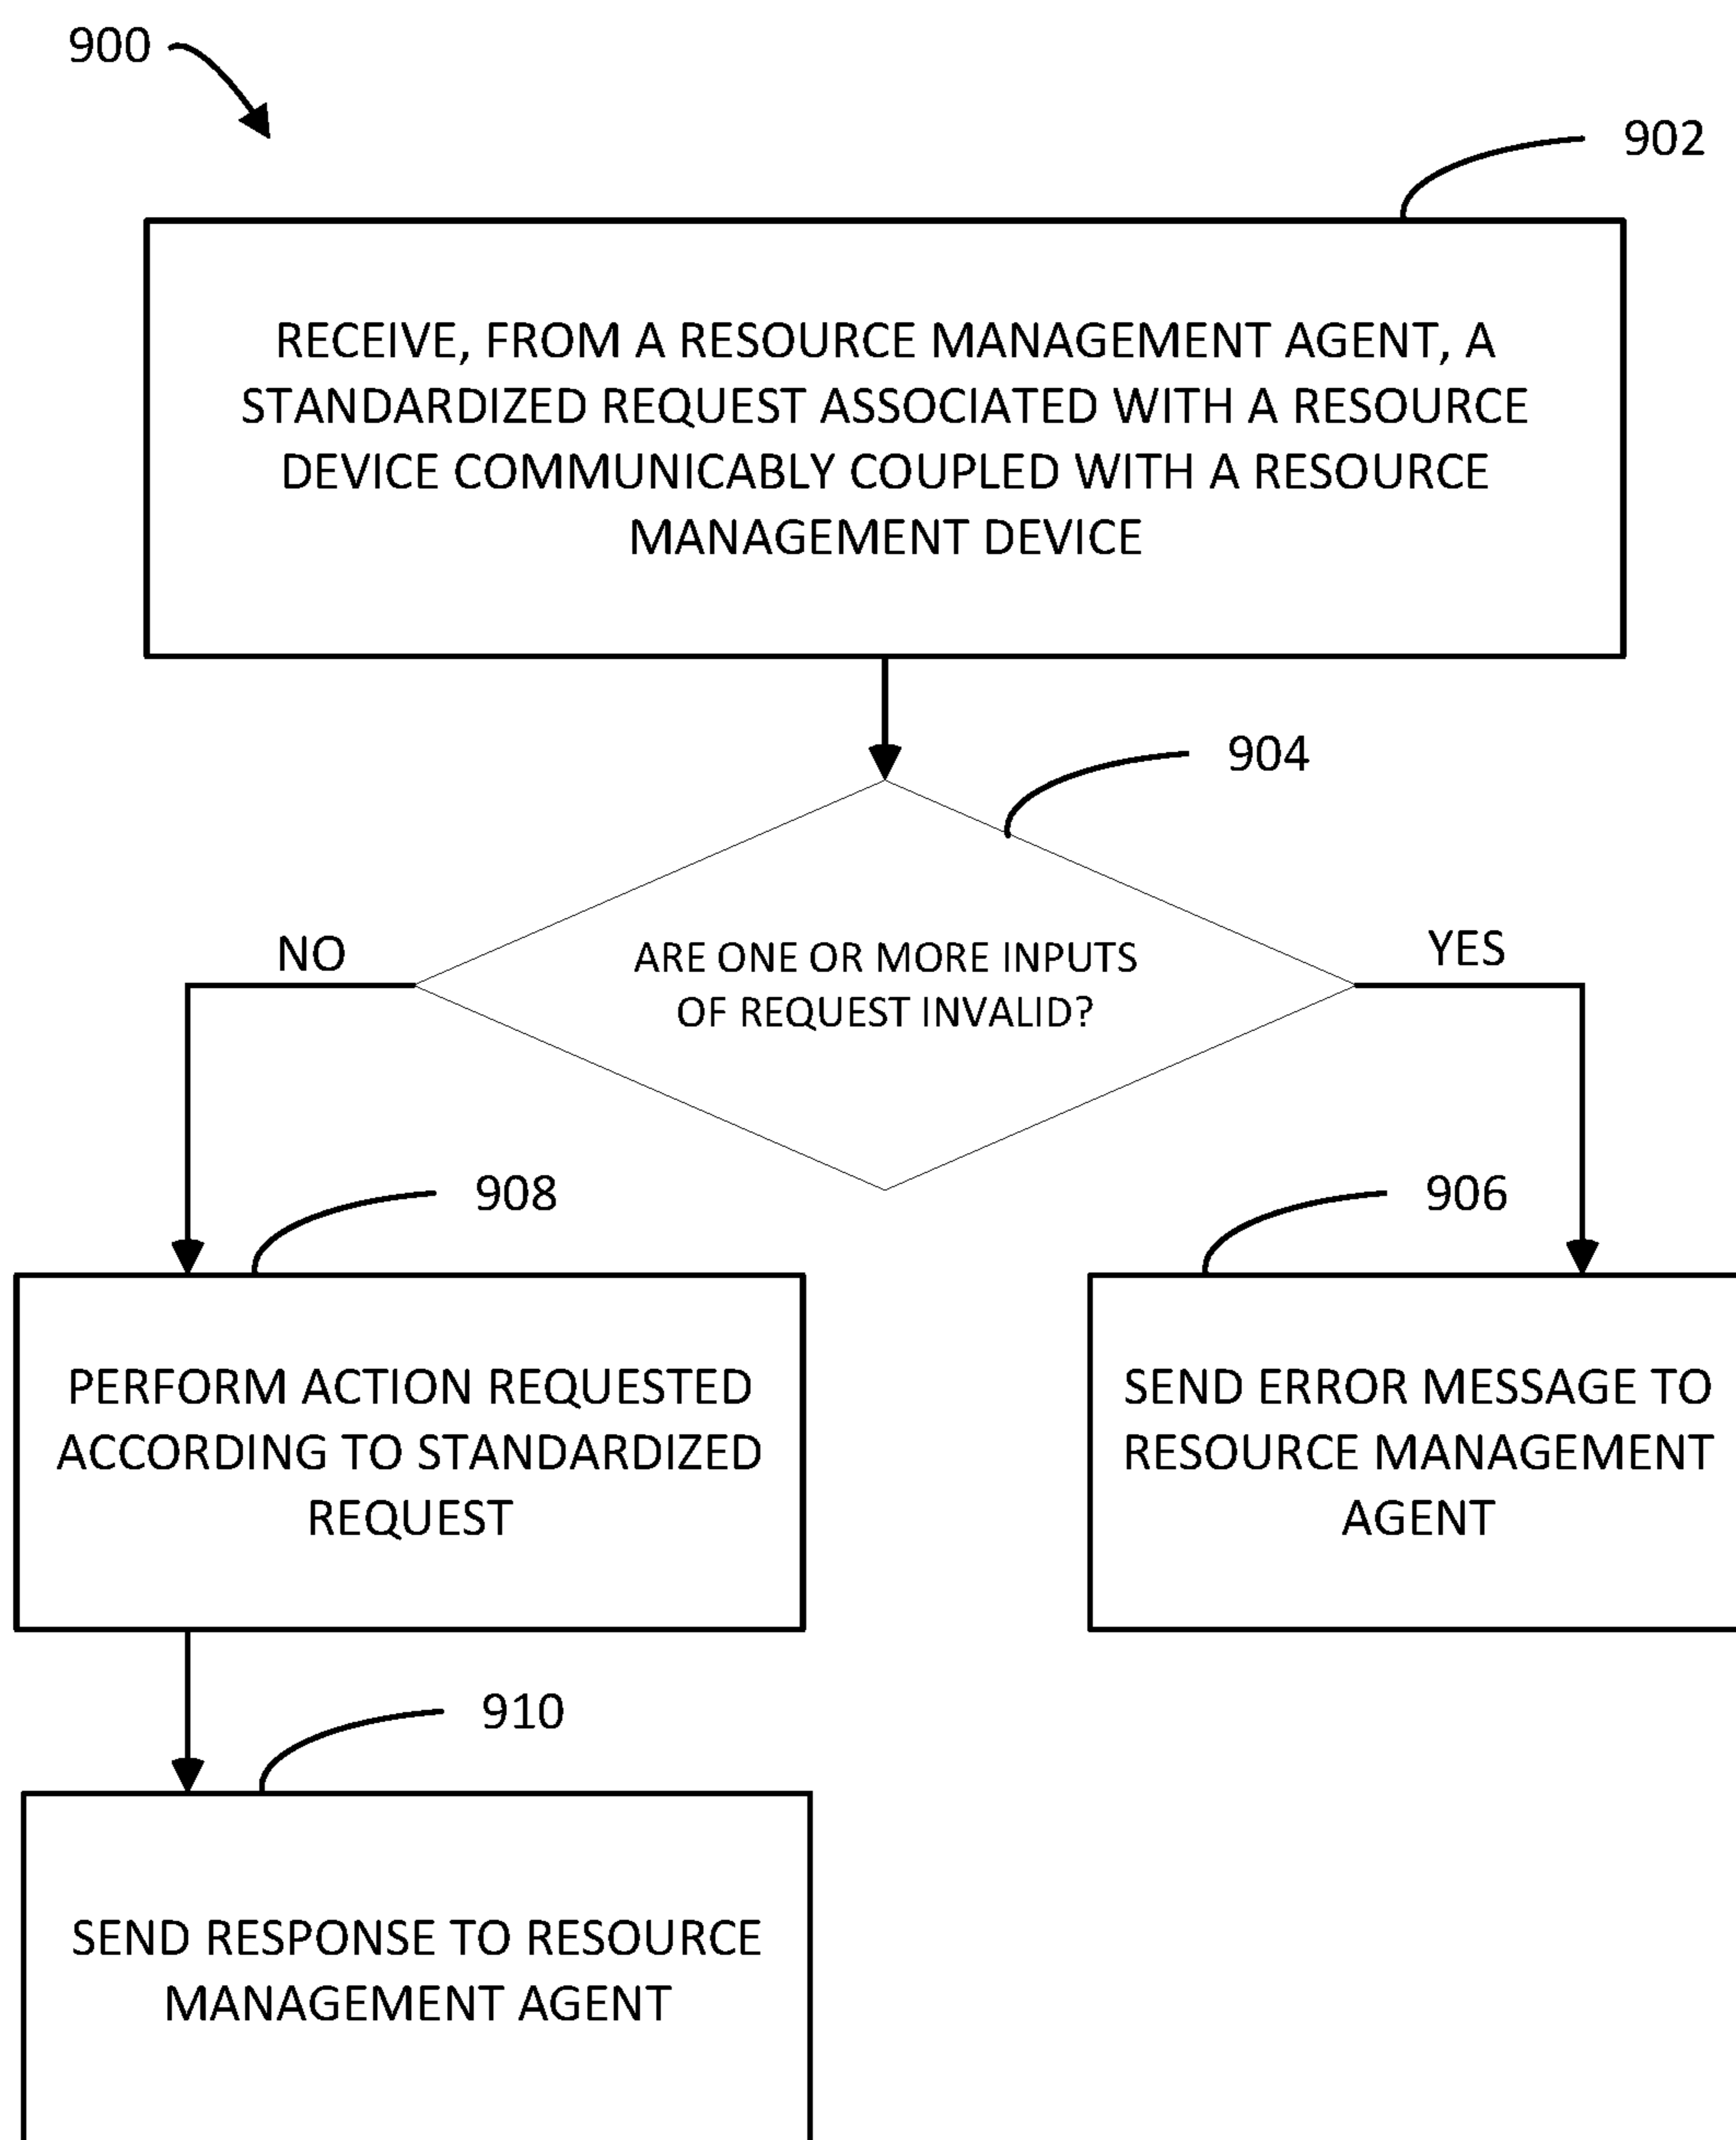 900
902
RECEIVE, FROM A RESOURCE MANAGEMENT AGENT, A
STANDARDIZED REQUEST ASSOCIATED WITH A RESOURCE
DEVICE COMMUNICABLY COUPLED WITH A RESOURCE
MANAGEMENT DEVICE
904
ARE ONE OR MORE INPUTS
OF REQUEST INVALID?
NO
YES
908
906
PERFORM ACTION REQUESTED
ACCORDING TO STANDARDIZED
REQUEST
SEND ERROR MESSAGE TO
RESOURCE MANAGEMENT
AGENT
910
SEND RESPONSE TO RESOURCE
MANAGEMENT AGENT